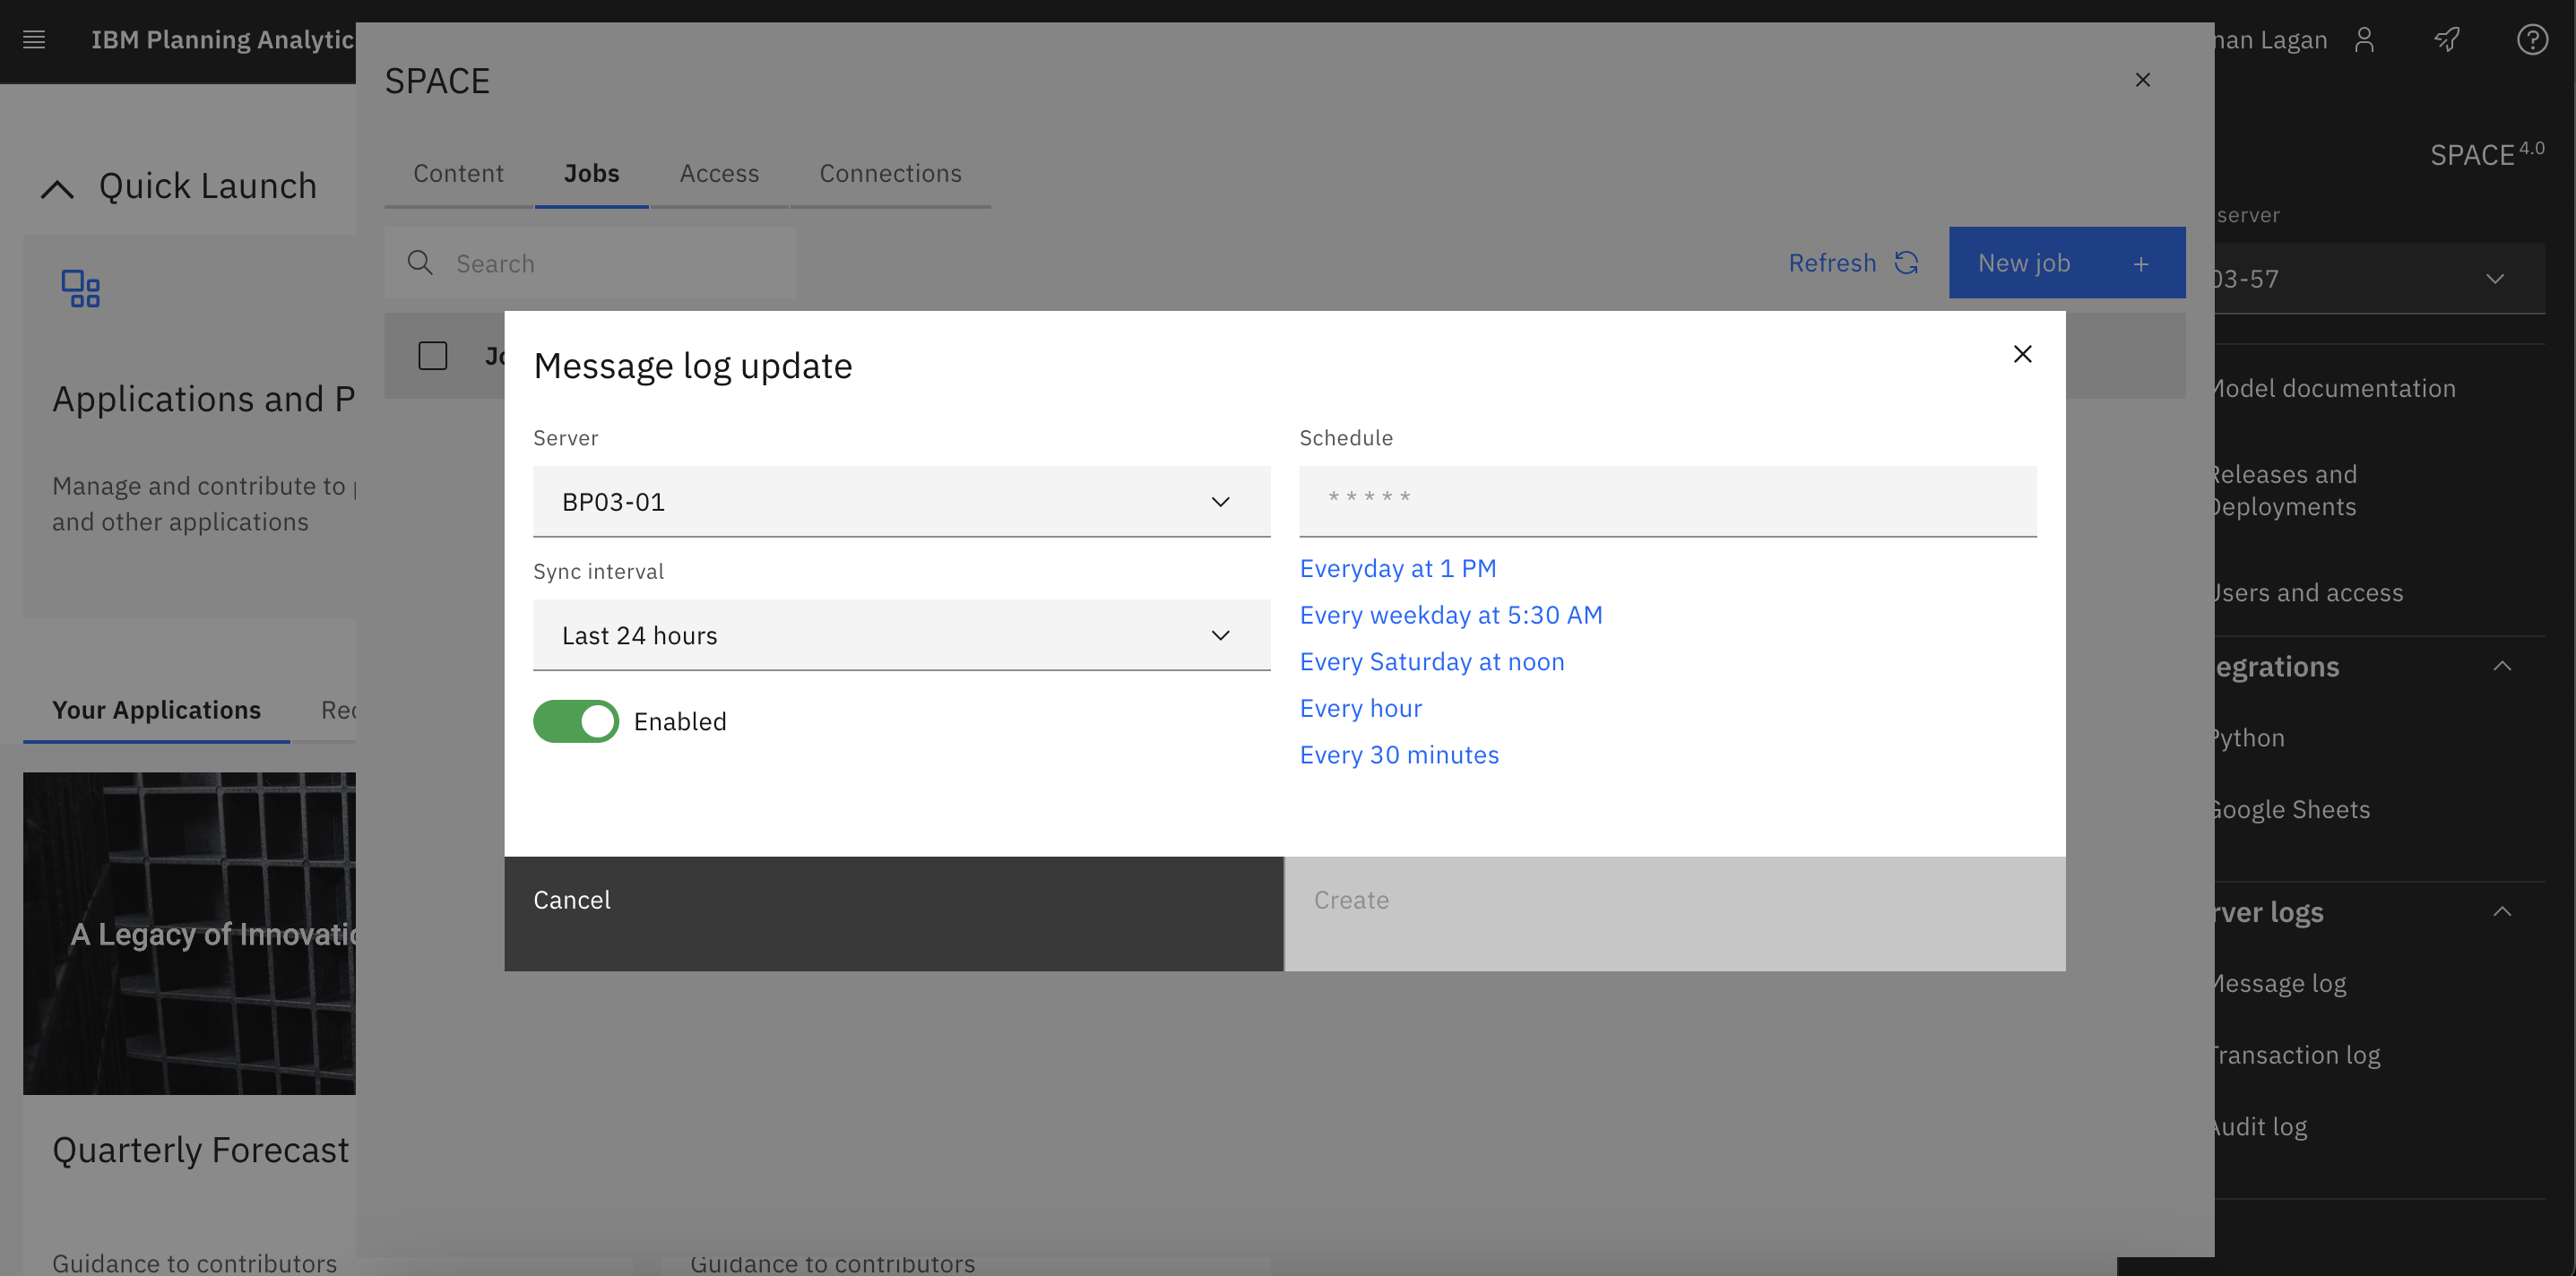 IBM Planning Analytic
SPACE
Lagan
SPACE 4.0
Quick Launch
Content
Jobs
Access
Connections
server
Search
Refresh
New job +
03-57
Applications and P
Manage and contribute to
and other applications
Message log update
Server
BP03-01
Sync interval
Last 24 hours
Enabled
Schedule
* * * * *
Everyday at 1 PM
Every weekday at 5:30 AM
Every Saturday at noon
Every hour
Every 30 minutes
Cancel
Create
Model documentation
Releases and
Deployments
Users and access
egrations
Python
Google Sheets
rver logs
Message log
Transaction log
Audit log
Your Applications
Rec
A Legacy of Innovatio
Quarterly Forecast
Guidance to contributors
Guidance to contributors